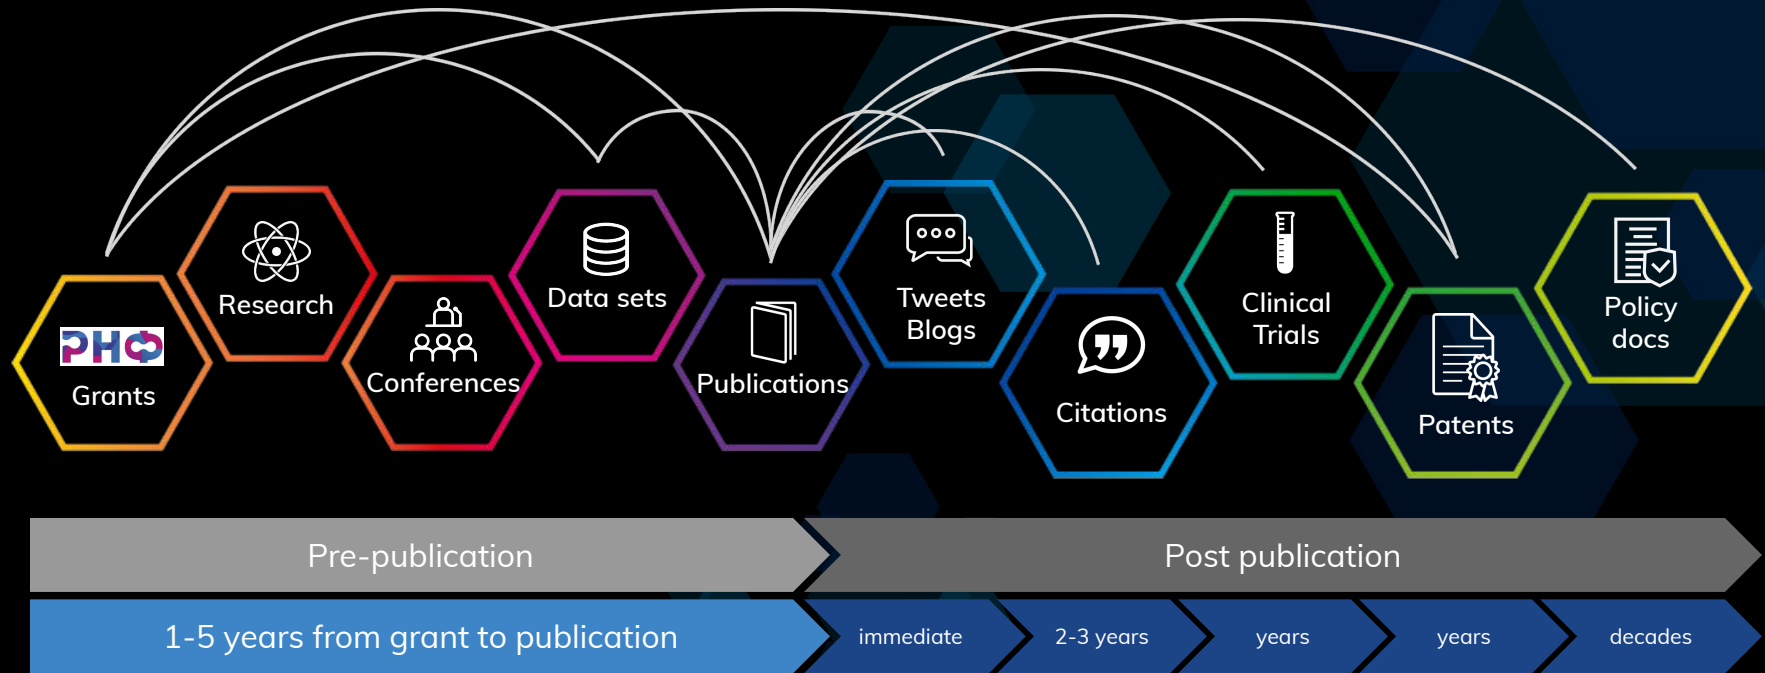 РНФ
Grants
Research
Conferences
Data sets
Publications
Tweets
Blogs
Citations
Clinical
Trials
Patents
Policy
docs
Pre-publication
Post publication
1-5 years from grant to publication
immediate
2-3 years
years
years
decades